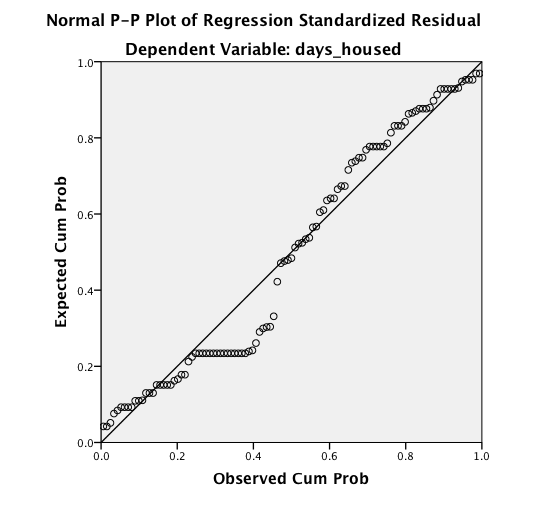 Normal P-P Plot of Regression Standardized Residual
Dependent Variable: days_housed
1.0
0.8
0.6
0.4
0.2
0.0
Expected Cum Prob
0.0 0.2 0.4 0.6 0.8 1.0
Observed Cum Prob